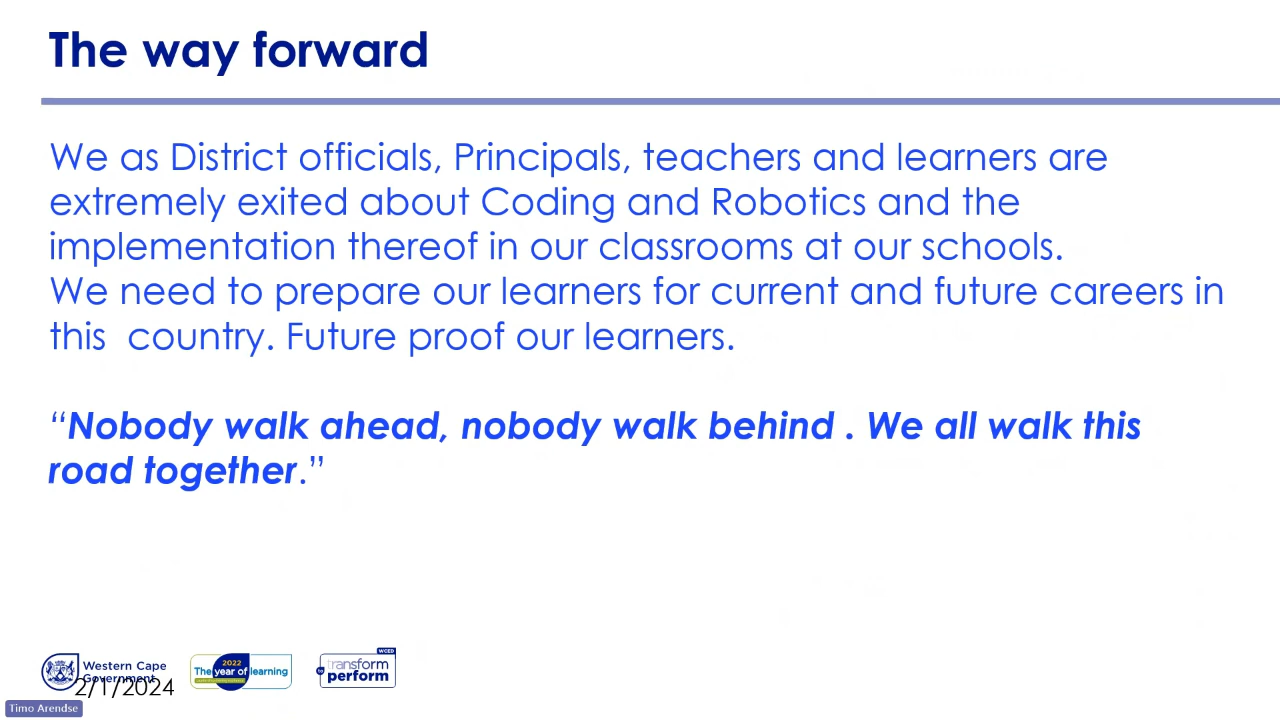 The way forward
We as District officials, Principals, teachers and learners are
extremely exited about Coding and Robotics and the
implementation thereof in our classrooms at our schools.
We need to prepare our learners for current and future careers in
this  country. Future proof our learners.
“Nobody walk ahead, nobody walk behind . We all walk this
road together.”
Western Cape
Government
2/1/2024
2022
The year of learning
WCED
transform
to perform
Timo Arendse